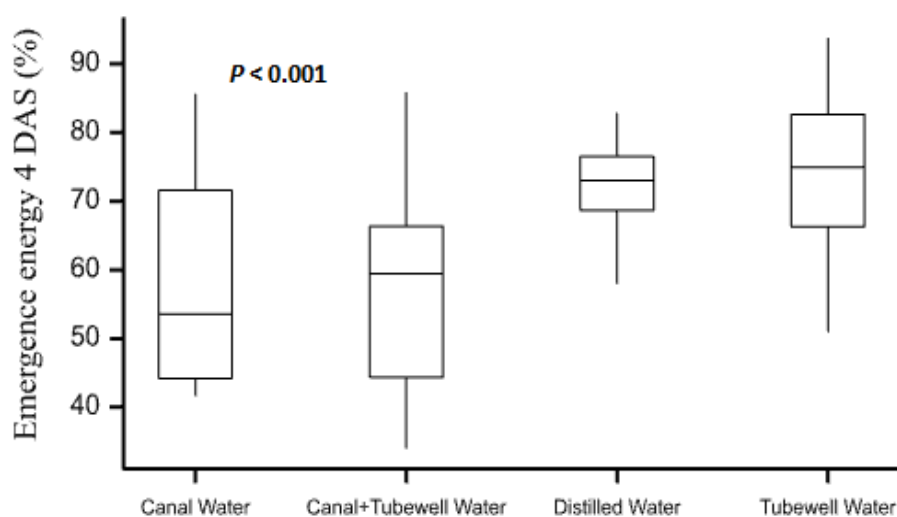 Emergence energy 4 DAS (%)
P < 0.001
90
80
70
60
50
40
Canal Water
Canal+Tubewell Water
Distilled Water
Tubewell Water